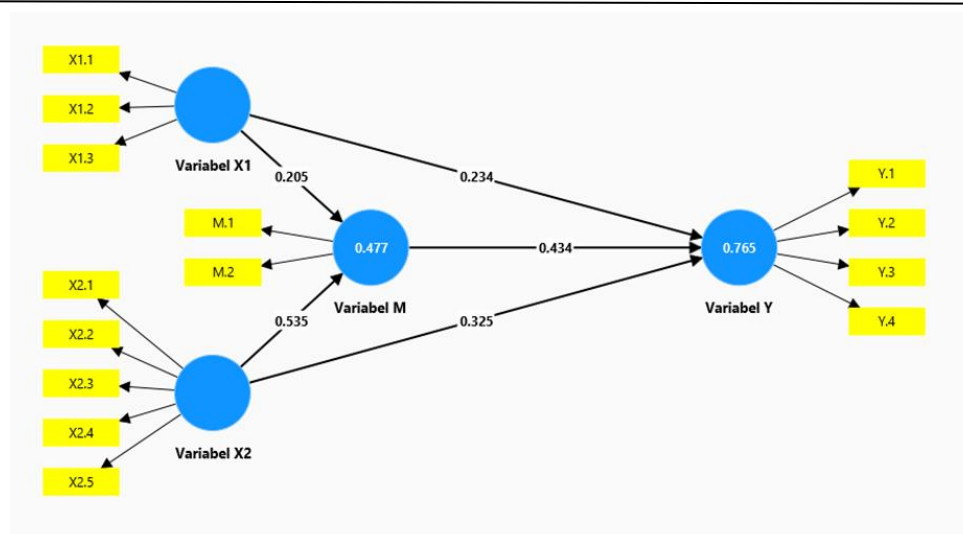 X1.1
X1.2
X1.3
Variabel X1
0.205
0.234
M.1
M.2
0.477
Variabel M
0.434
0.765
Variabel Y
Y.1
Y.2
Y.3
Y.4
X2.1
X2.2
X2.3
X2.4
X2.5
0.535
0.325
Variabel X2